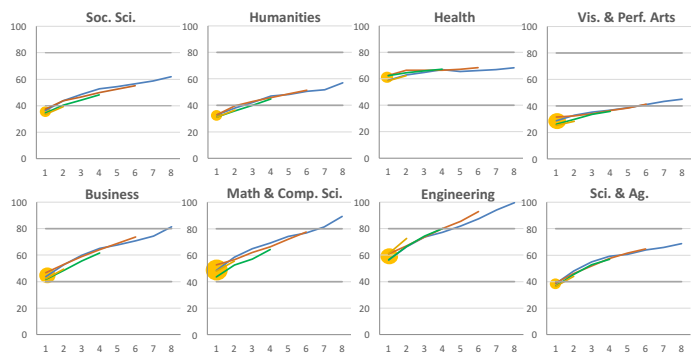 Soc. Sci. Humanities Health Vis. & Perf. Arts
100 100 100 100
80 80 80 80
60 60 60 60
40 40 40 40
20 20 20 20
0 0 0 0
1 2 3 4 5 6 7 8 1 2 3 4 5 6 7 8 1 2 3 4 5 6 7 8 1 2 3 4 5 6 7 8
Business Math & Comp. Sci. Engineering Sci. & Ag.
100 100 100 100
80 80 80 80
60 60 60 60
40 40 40 40
20 20 20 20
0 0 0 0
1 2 3 4 5 6 7 8 1 2 3 4 5 6 7 8 1 2 3 4 5 6 7 8 1 2 3 4 5 6 7 8